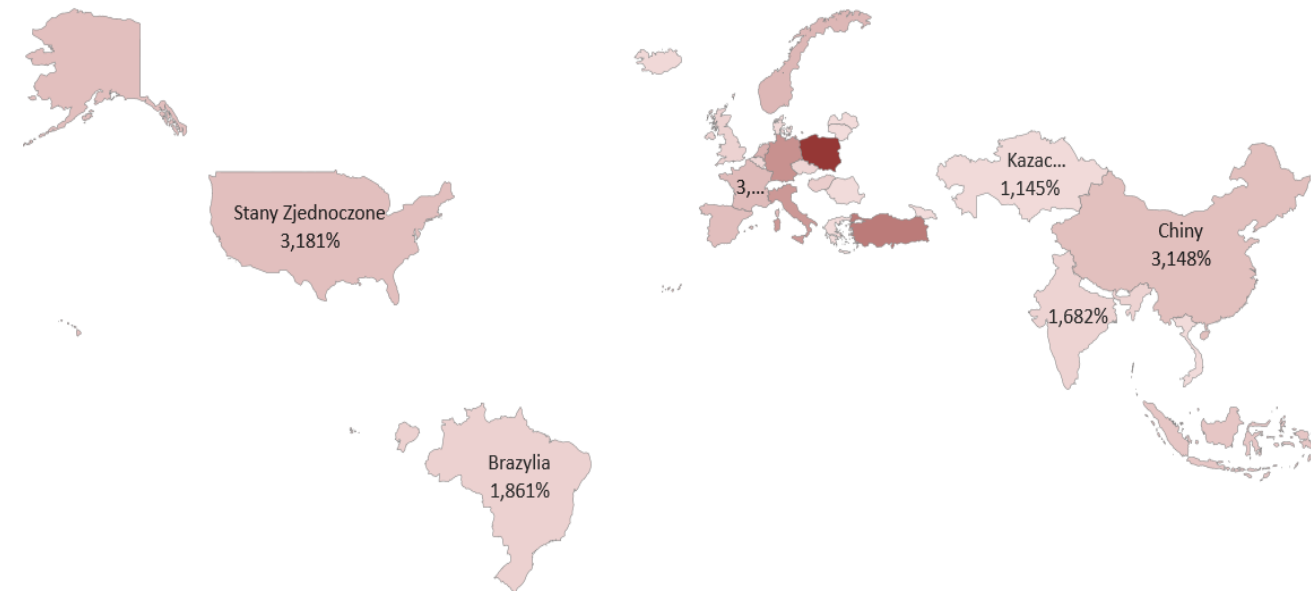 Stany Zjednoczone
3,181%
3,...
Kazac...
1,145%
Chiny
3,148%
1,682%
Brazylia
1,861%